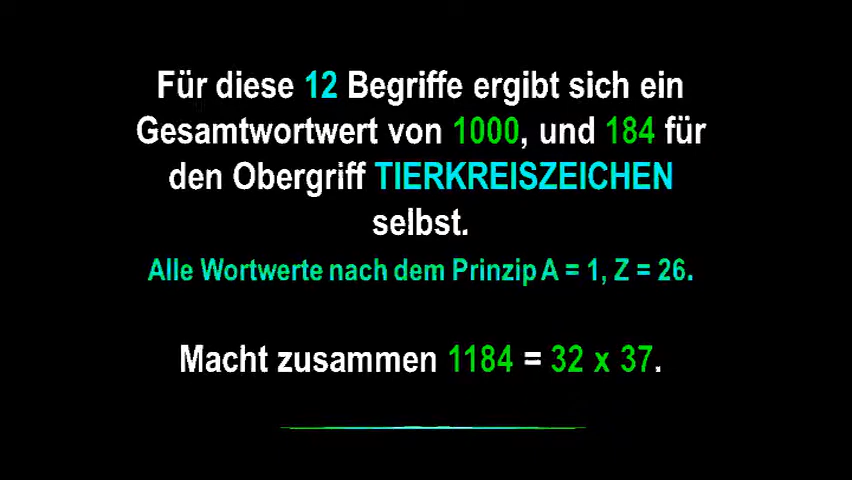 Für diese 12 Begriffe ergibt sich ein
Gesamtwortwert von 1000, und 184 für
den Obergriff TIERKREISZEICHEN
selbst.
Alle Wortwerte nach dem Prinzip A = 1, Z = 26.
Macht zusammen 1184 = 32 x 37.